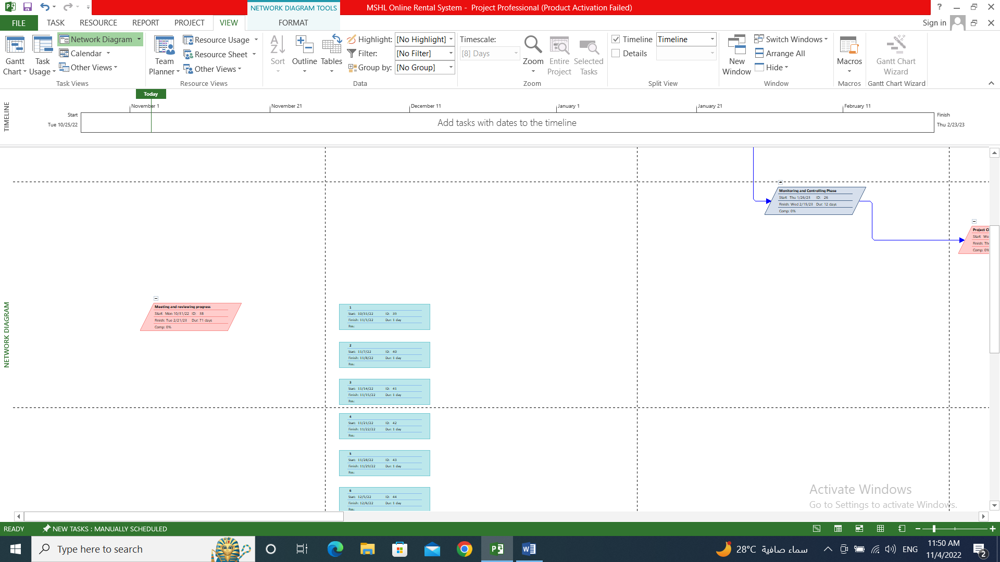 NETWORK DIAGRAM TOOLS
MSHL Online Rental System - Project Professional (Product Activation Failed)
?
FILE TASK RESOURCE REPORT PROJECT VIEW FORMAT Sign in
Gantt Chart
Task Usage
Network Diagram
Calendar
Other Views
Task Views
Team Planner
Resource Usage
Resource Sheet
Other Views
Resource Views
Sort
Outline
Tables
Highlight: [No Highlight]
Filter: [No Filter]
Group by: [No Group]
Data
Timescale:
[8] Days
Zoom
Entire Project
Selected Tasks
Zoom
Timeline Timeline
Details
Split View
New Window
Switch Windows
Arrange All
Hide
Window
Macros
Macros
Gantt Chart Wizard
Gantt Chart Wizard
TIMELINE
Today
November 1 November 21 December 11 January 1 January 21 February 11
Start
Tue 10/25/22
Add tasks with dates to the timeline
Finish
Thu 2/23/23
NETWORK DIAGRAM
Monitoring and Controlling Phase
Start: Thu 1/26/23 ID: 26
Finish: Wed 2/15/23 Dur: 12 days
Comp: 0%
Project Cl
Start: We
Finish: Th
Comp: 0%
Meeting and reviewing progress
Start: Mon 10/31/22 ID: 38
Finish: Tue 2/21/23 Dur: 71 days
Comp: 0%
1
Start: 10/31/22 ID: 39
Finish: 11/1/22 Dur: 1 day
Res:
2
Start: 11/7/22 ID: 40
Finish: 11/8/22 Dur: 1 day
Res:
3
Start: 11/14/22 ID: 41
Finish: 11/15/22 Dur: 1 day
Res:
4
Start: 11/21/22 ID: 42
Finish: 11/22/22 Dur: 1 day
Res:
5
Start: 11/28/22 ID: 43
Finish: 11/29/22 Dur: 1 day
Res:
6
Start: 12/5/22 ID: 44
Finish: 12/6/22 Dur: 1 day
Res:
Activate Windows
Go to Settings to activate Windows.
READY NEW TASKS : MANUALLY SCHEDULED
Type here to search
28°C سماء صافية
ENG
11:50 AM
11/4/2022
2